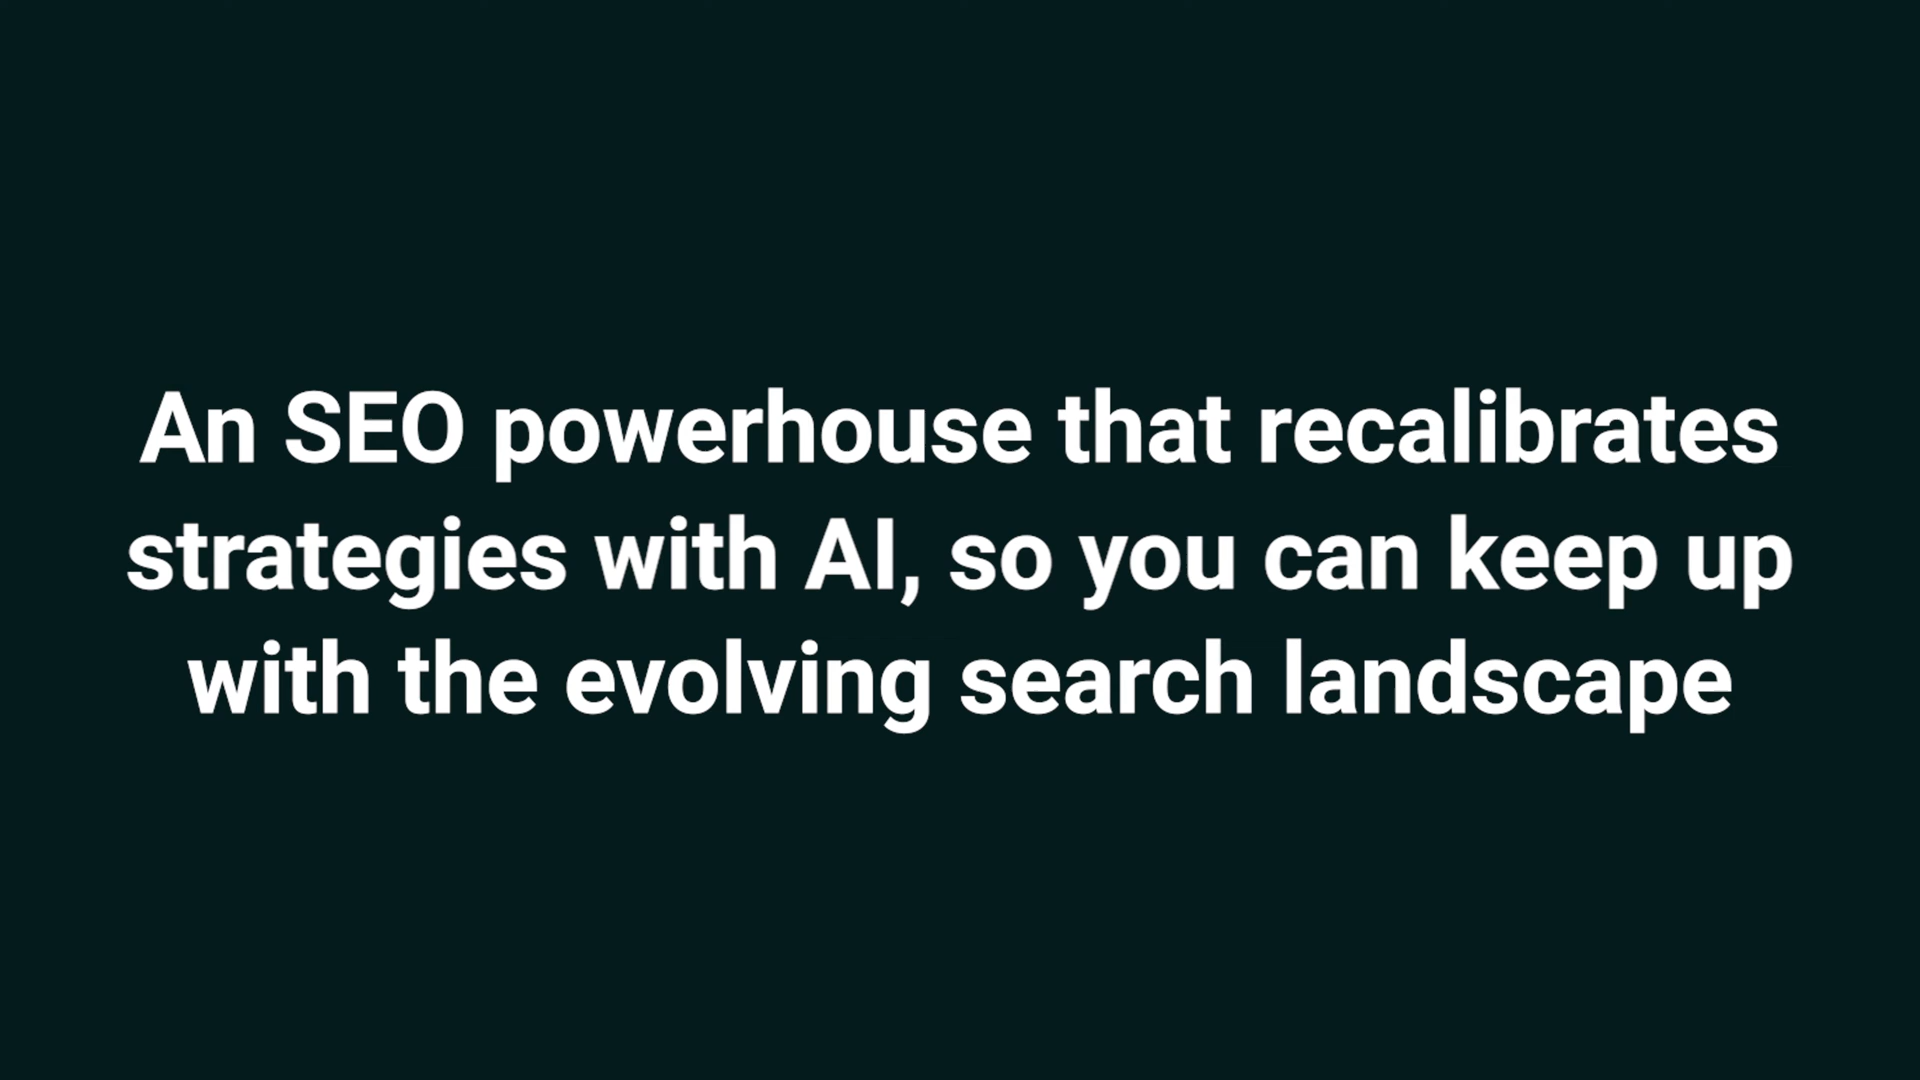 An SEO powerhouse that recalibrates
strategies with AI, so you can keep up
with the evolving search landscape